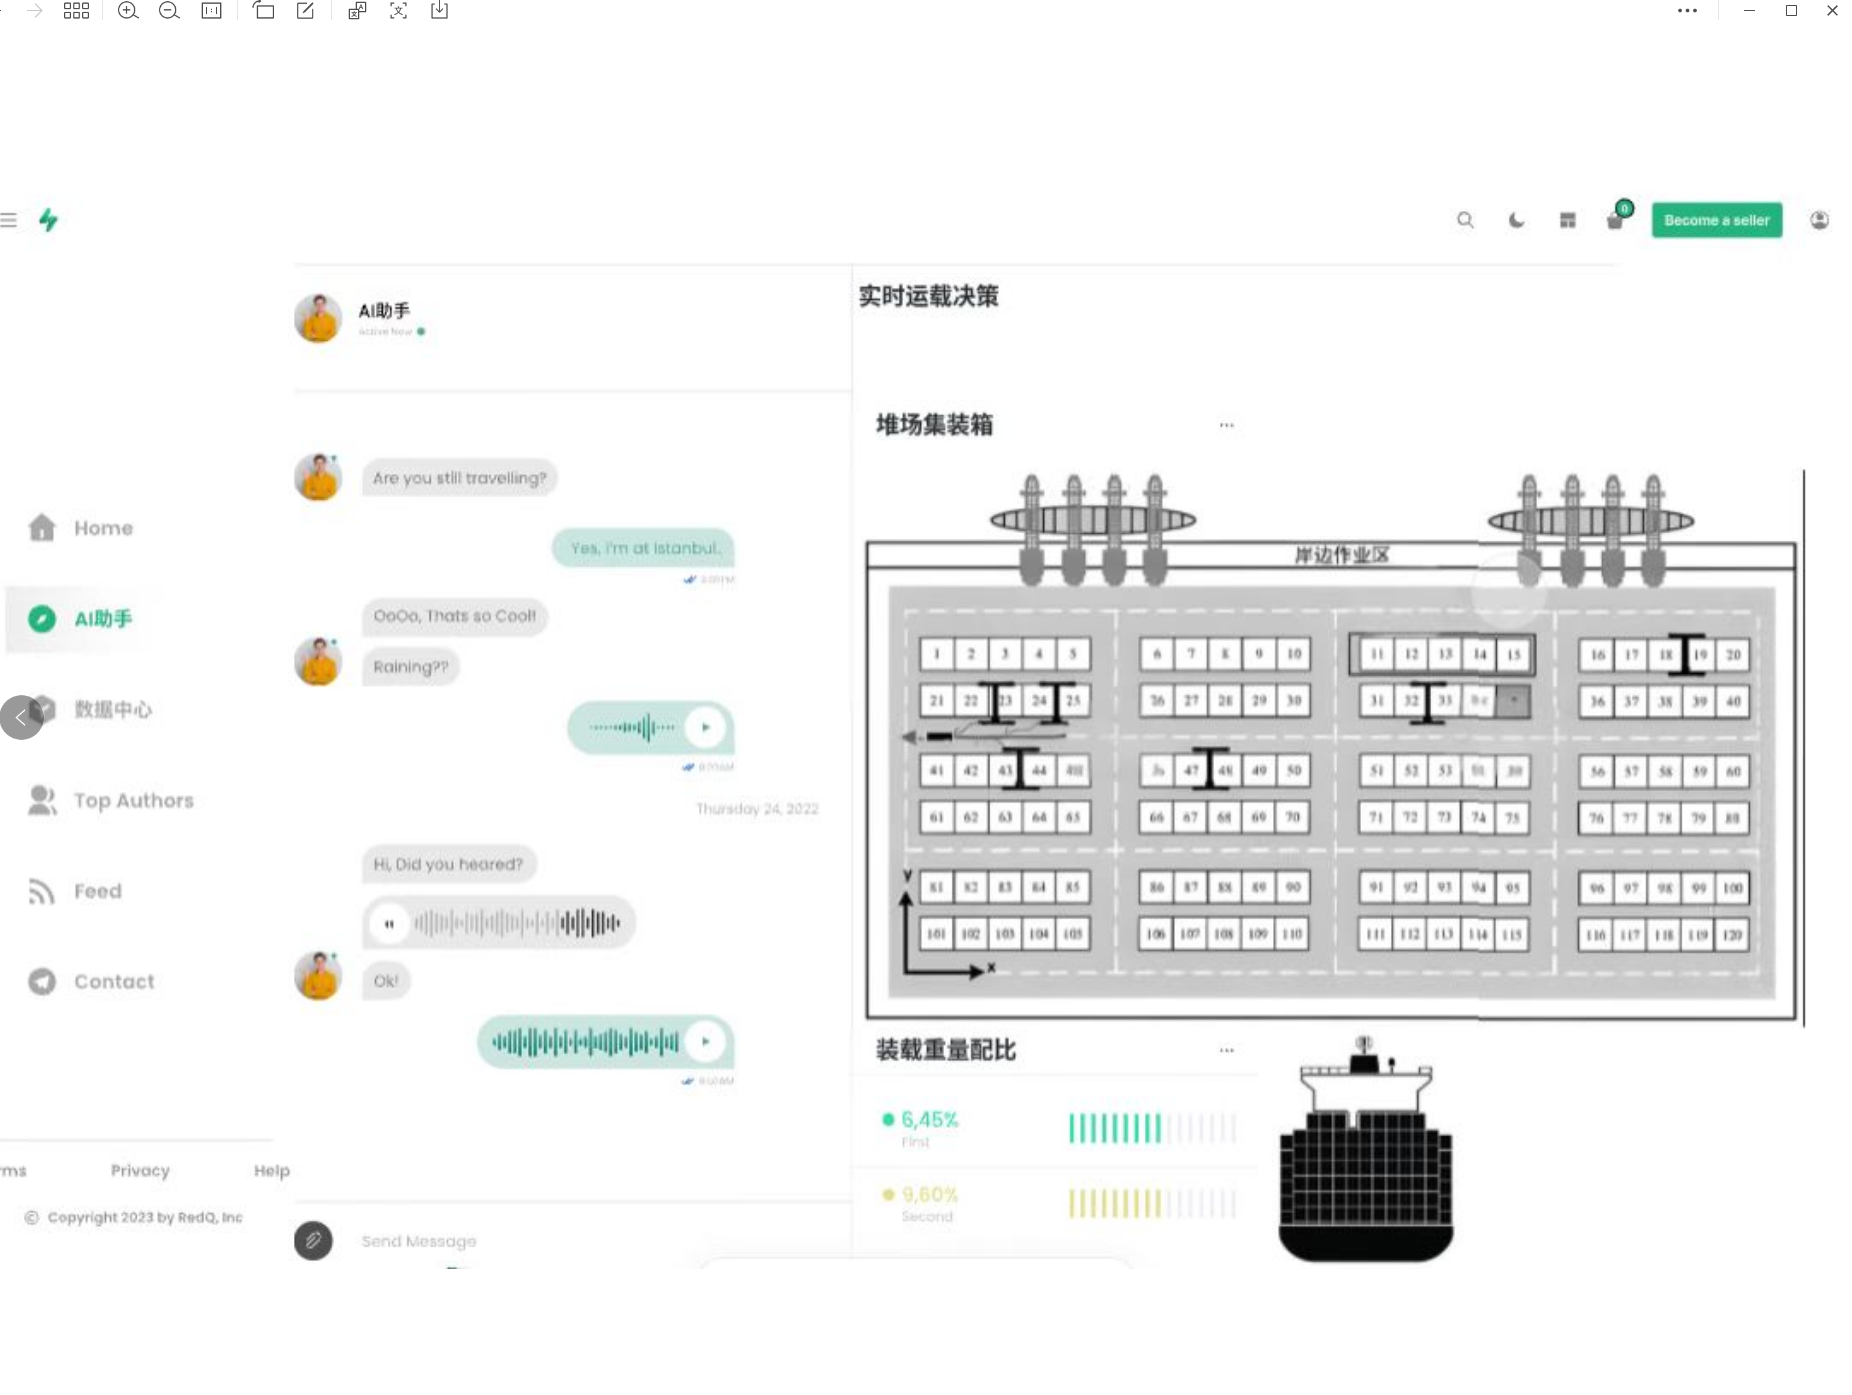 0
Become a seller
AI助手
Active Now
实时运载决策
堆场集装箱
...
Are you still travelling?
Yes, i'm at Istanbul..
OoOo, Thats so Cool!
Raining??
Thursday 24, 2022
Hi, Did you heared?
Ok!
Send Message
Home
AI助手
数据中心
Top Authors
Feed
Contact
Privacy
Help
© Copyright 2023 by RedQ, Inc
岸边作业区
1 2 3 4 5 6 7 8 9 10 11 12 13 14 15 16 17 18 19 20
21 22 23 24 25 26 27 28 29 30 31 32 33 36 37 38 39 40
41 42 43 44 47 48 49 50 51 52 53 56 57 58 59 60
61 62 63 64 65 66 67 68 69 70 71 72 73 74 75 76 77 78 79 80
y
81 82 83 84 85 86 87 88 89 90 91 92 93 94 95 96 97 98 99 100
101 102 103 104 105 106 107 108 109 110 111 112 113 114 115 116 117 118 119 120
x
装载重量配比
...
6,45%
First
9,60%
Second